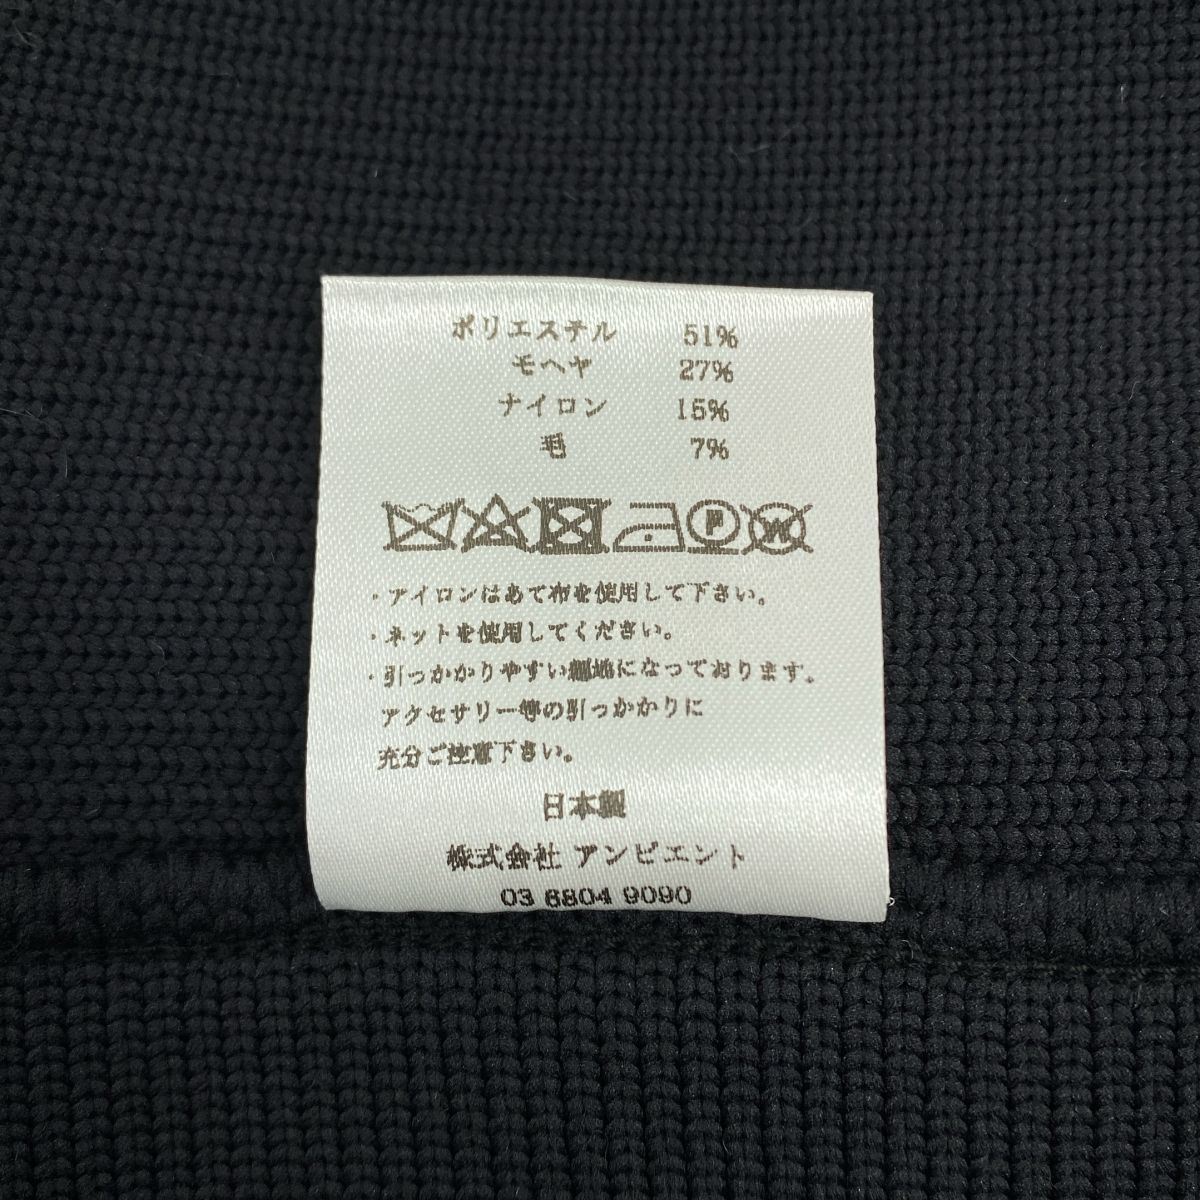 ポリエステル 51%
モヘヤ 27%
ナイロン 15%
毛 7%
P W
・アイロンはあて布を使用して下さい。
・ネットを使用してください。
・引っかかりやすい編地になっております。
アクセサリー等の引っかかりに
充分ご注意下さい。
日本製
株式会社 アンビエント
03 6804 9090